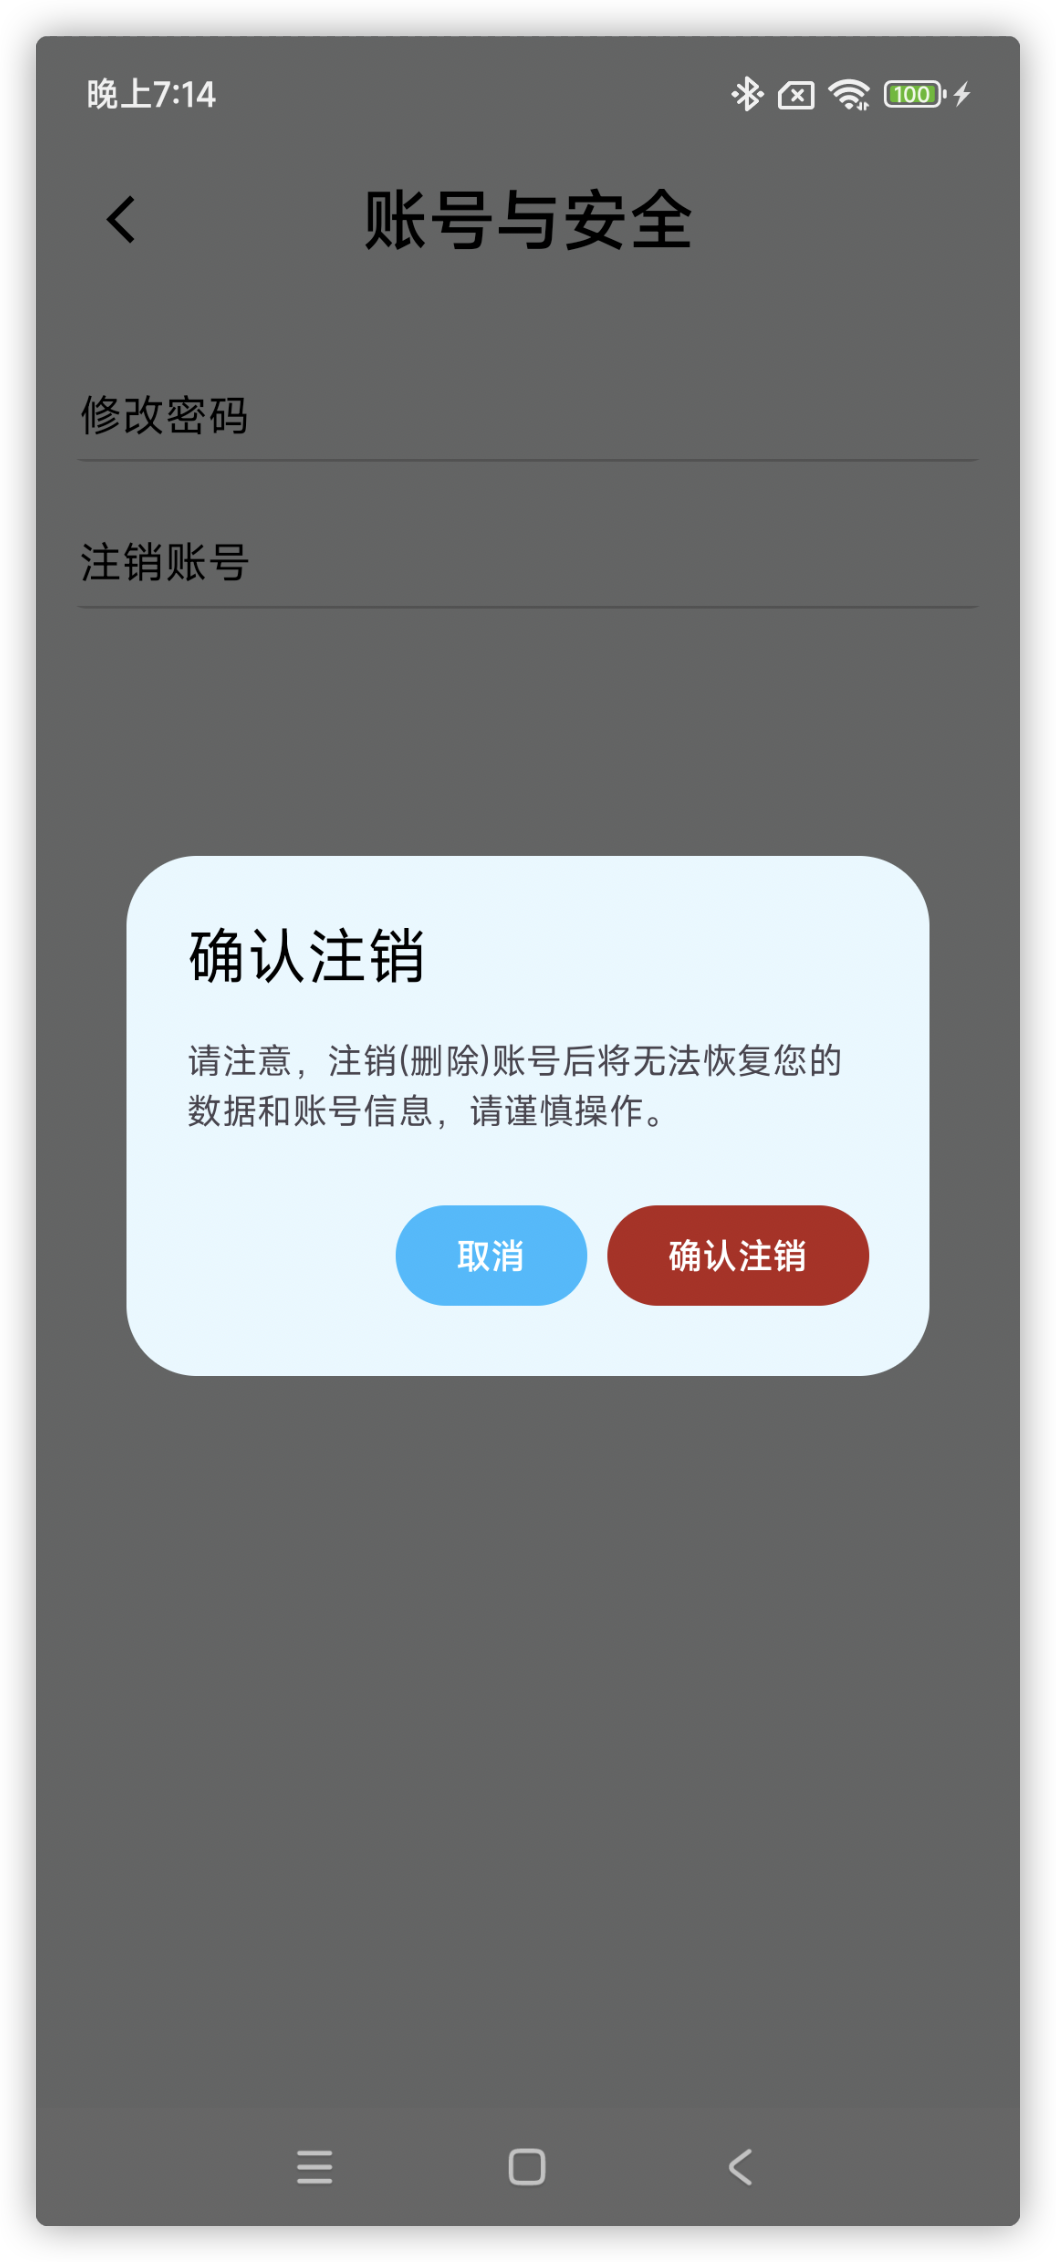 晚上7:14
100
账号与安全
修改密码
注销账号
确认注销
请注意，注销(删除)账号后将无法恢复您的
数据和账号信息，请谨慎操作。
取消
确认注销